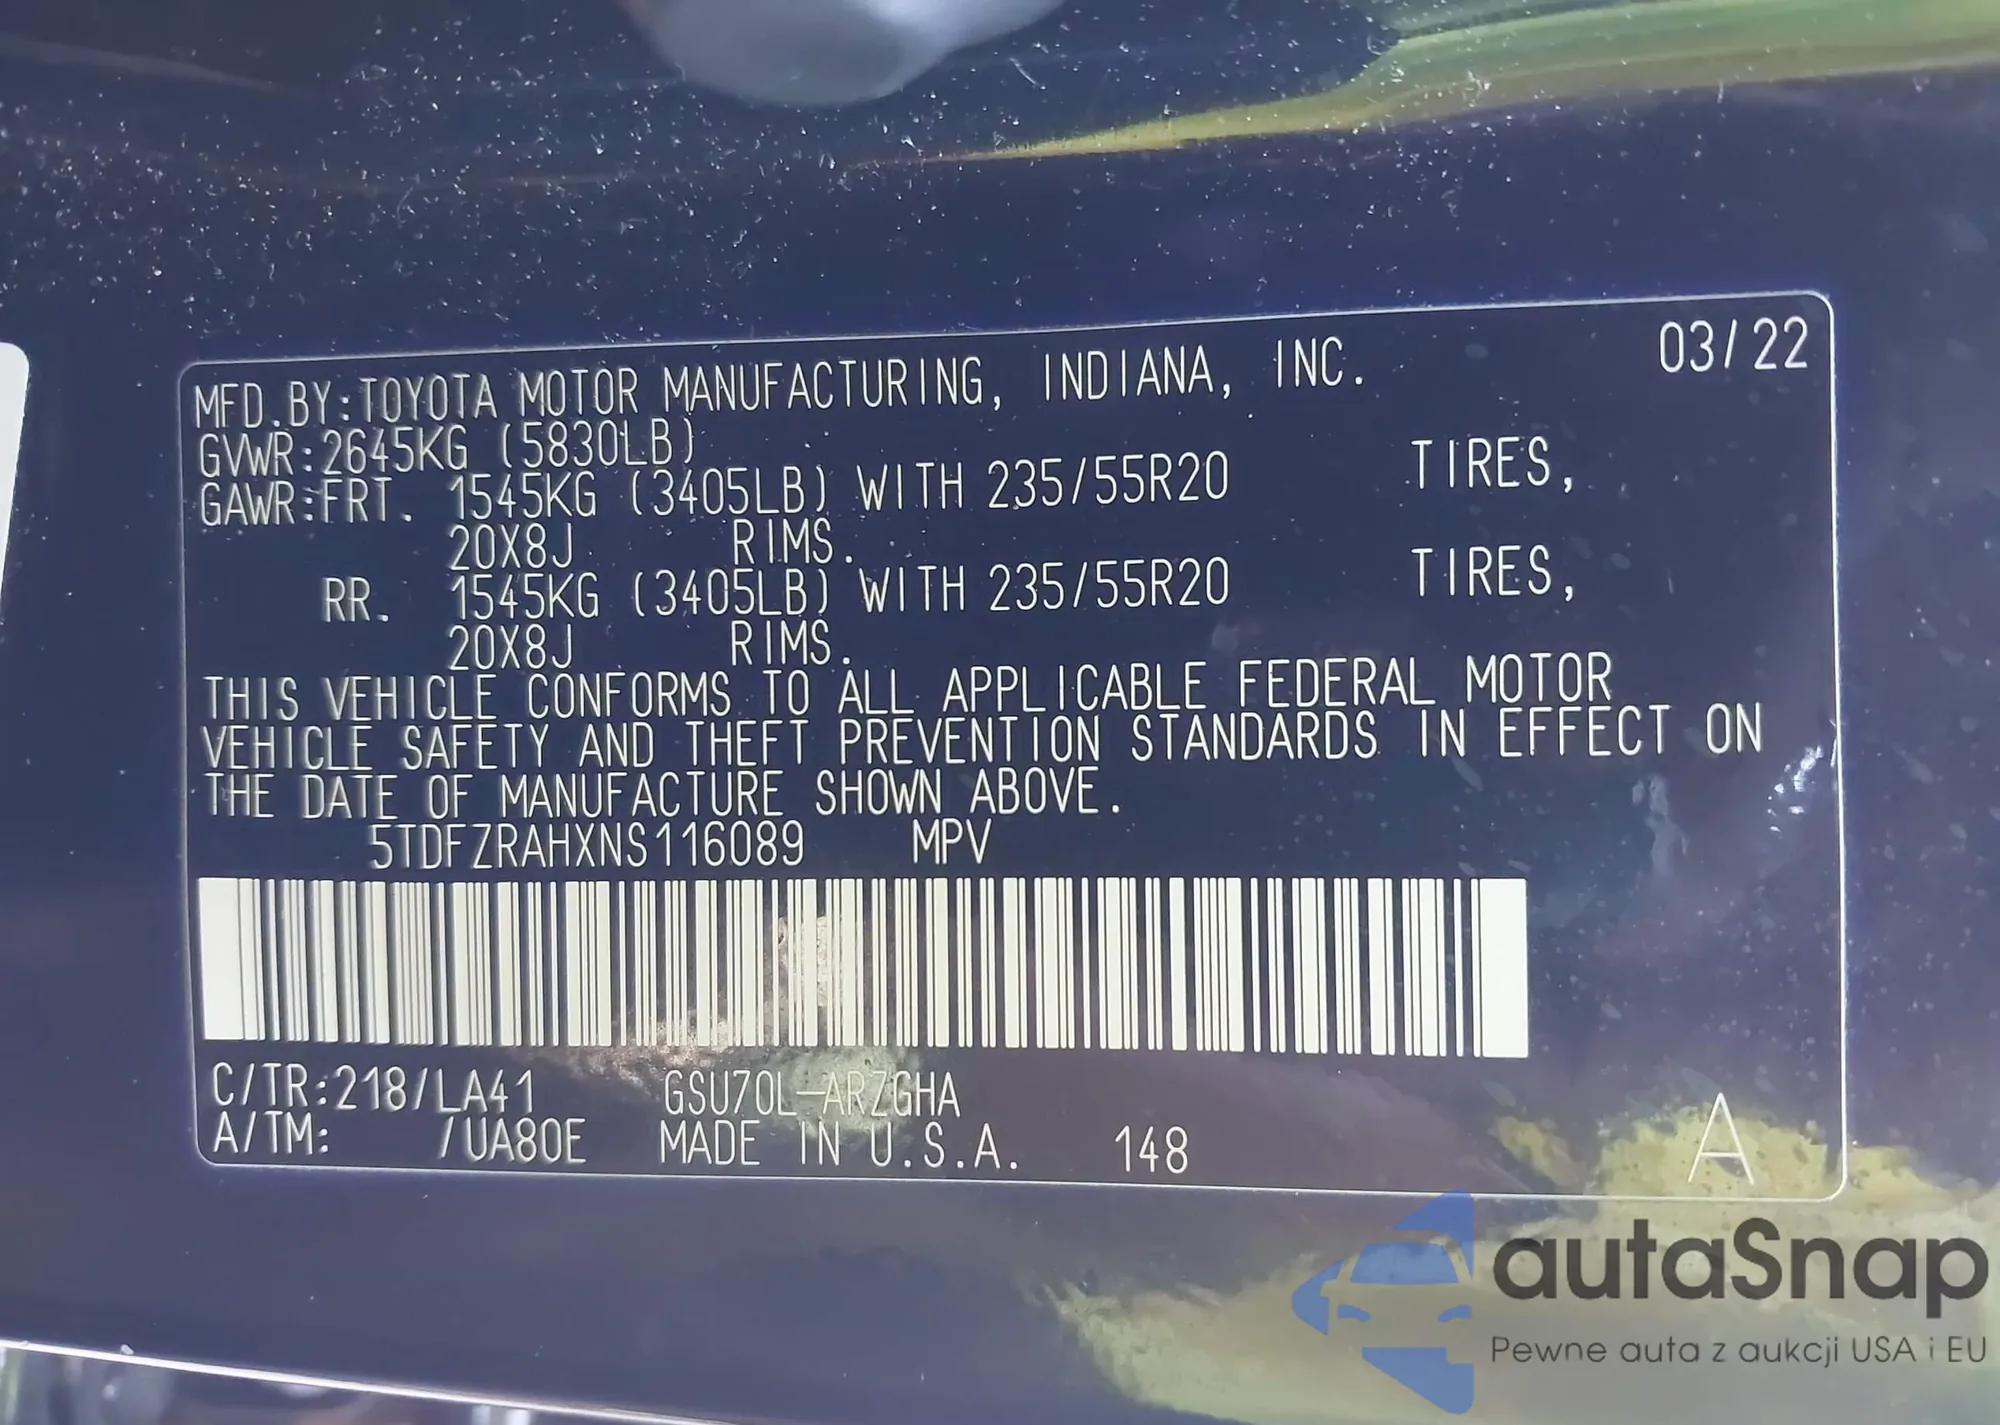 03/22
MFD.BY:TOYOTA MOTOR MANUFACTURING, INDIANA, INC.
GVWR:2645KG (5830LB)
GAWR:FRT. 1545KG (3405LB) WITH 235/55R20 TIRES,
20X8J RIMS.
RR. 1545KG (3405LB) WITH 235/55R20 TIRES,
20X8J RIMS.
THIS VEHICLE CONFORMS TO ALL APPLICABLE FEDERAL MOTOR
VEHICLE SAFETY AND THEFT PREVENTION STANDARDS IN EFFECT ON
THE DATE OF MANUFACTURE SHOWN ABOVE.
5TDFZRAHXNS116089 MPV
C/TR:218/LA41 GSU70L-ARZGHA
A/TM: /UA80E MADE IN U.S.A. 148 A
autaSnap
Pewne auta z aukcji USA i EU